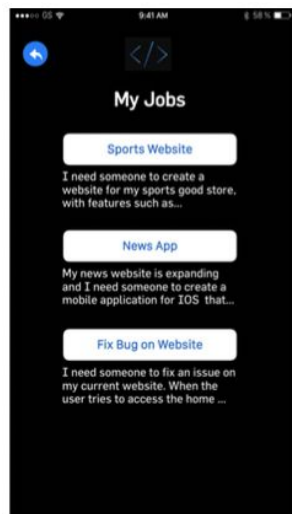 GS 9:41 AM 58%
</>
My Jobs
Sports Website
I need someone to create a
website for my sports good store,
with features such as...
News App
My news website is expanding
and I need someone to create a
mobile application for IOS that...
Fix Bug on Website
I need someone to fix an issue on
my current website. When the
user tries to access the home ...